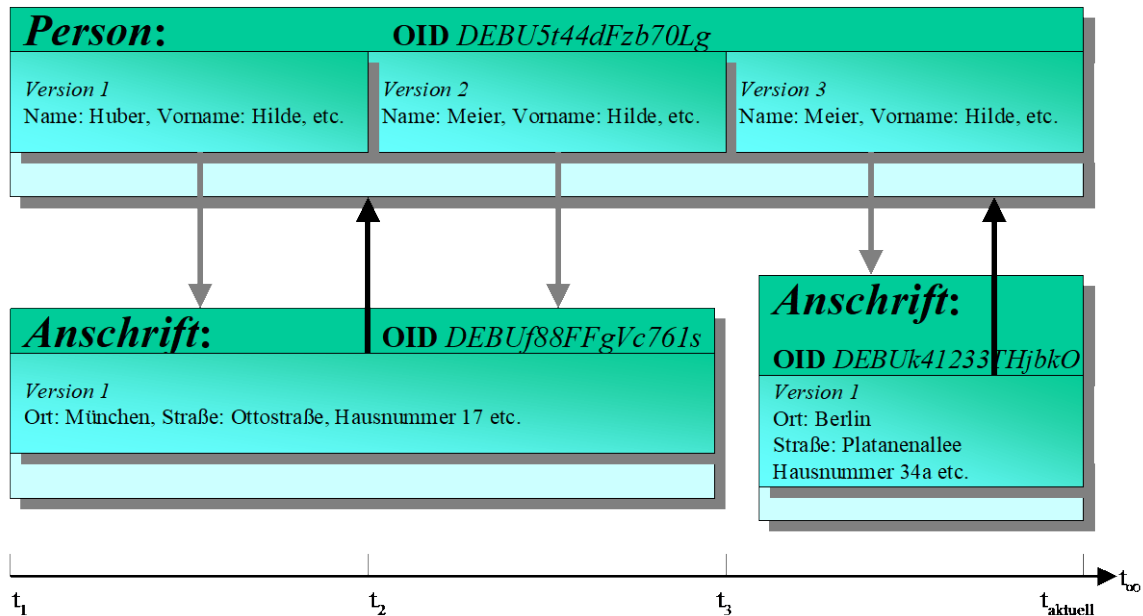 Person: OID DEBU5t44dFzb70Lg
Version 1
Name: Huber, Vorname: Hilde, etc.
Version 2
Name: Meier, Vorname: Hilde, etc.
Version 3
Name: Meier, Vorname: Hilde, etc.
Anschrift: OID DEBUf88FFgVc761s
Version 1
Ort: München, Straße: Ottostraße, Hausnummer 17 etc.
Anschrift:
OID DEBUk41233THjbkO
Version 1
Ort: Berlin
Straße: Platanenallee
Hausnummer 34a etc.
t1 t2 t3 taktuell t∞